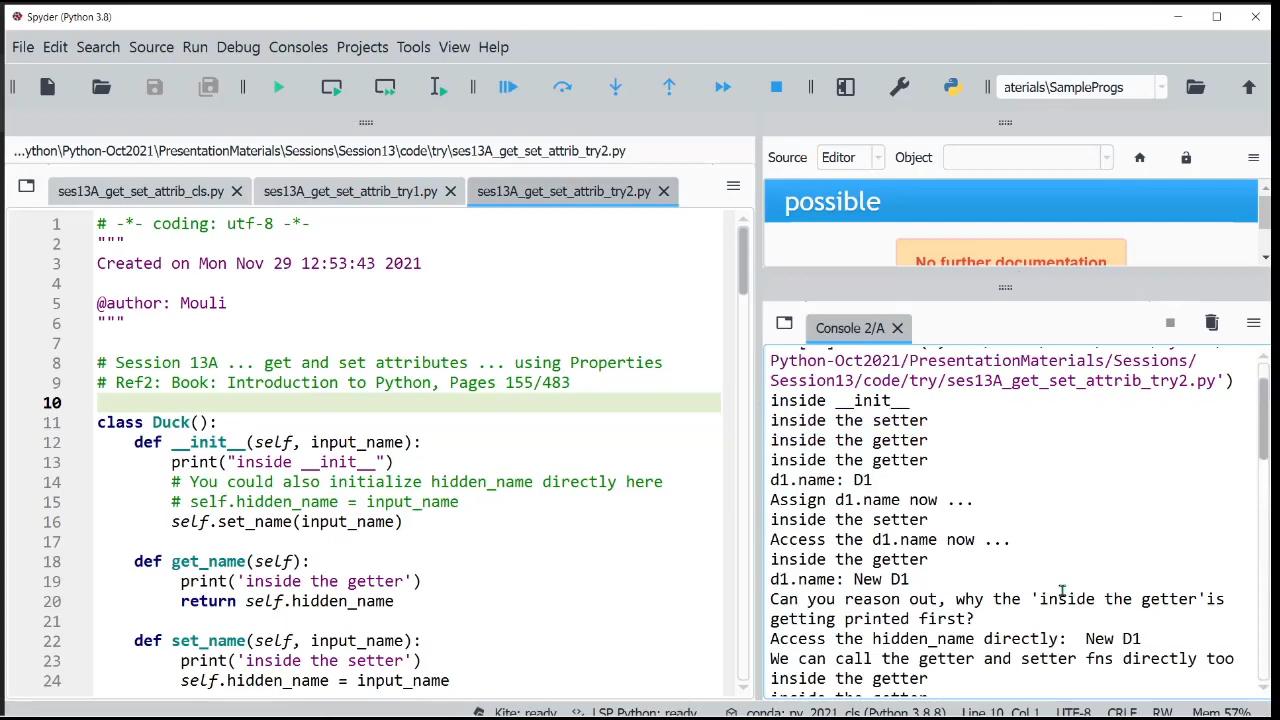 Spyder (Python 3.8)
File Edit Search Source Run Debug Consoles Projects Tools View Help
aterials\SampleProgs
...ython\Python-Oct2021\PresentationMaterials\Sessions\Session13\code\try\ses13A_get_set_attrib_try2.py
ses13A_get_set_attrib_cls.py ses13A_get_set_attrib_try1.py ses13A_get_set_attrib_try2.py
1 # -*- coding: utf-8 -*-
2 """
3 Created on Mon Nov 29 12:53:43 2021
4
5 @author: Mouli
6 """
7
8 # Session 13A ... get and set attributes ... using Properties
9 # Ref2: Book: Introduction to Python, Pages 155/483
10
11 class Duck():
12 def __init__(self, input_name):
13 print("inside __init__")
14 # You could also initialize hidden_name directly here
15 # self.hidden_name = input_name
16 self.set_name(input_name)
17
18 def get_name(self):
19 print('inside the getter')
20 return self.hidden_name
21
22 def set_name(self, input_name):
23 print('inside the setter')
24 self.hidden_name = input_name
Source Editor Object
possible
No further documentation
Console 2/A
Python-Oct2021/PresentationMaterials/Sessions/
Session13/code/try/ses13A_get_set_attrib_try2.py')
inside __init__
inside the setter
inside the getter
inside the getter
d1.name: D1
Assign d1.name now ...
inside the setter
Access the d1.name now ...
inside the getter
d1.name: New D1
Can you reason out, why the 'inside the getter'is
getting printed first?
Access the hidden_name directly:  New D1
We can call the getter and setter fns directly too
inside the getter
inside the setter
Kite: ready LSP Python: ready conda: py_2021_cls (Python 3.8.8) Line 10, Col 1 UTF-8 CRLF RW Mem 57%